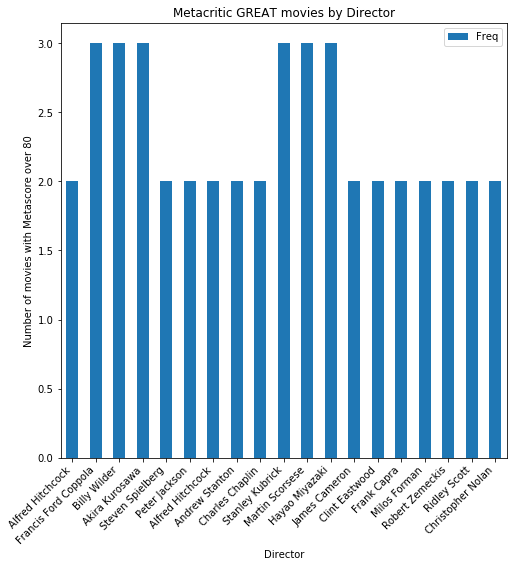 Metacritic GREAT movies by Director
Freq
Number of movies with Metascore over 80
3.0
2.5
2.0
1.5
1.0
0.5
0.0
Alfred Hitchcock
Francis Ford Coppola
Billy Wilder
Akira Kurosawa
Steven Spielberg
Peter Jackson
Alfred Hitchcock
Andrew Stanton
Charles Chaplin
Stanley Kubrick
Martin Scorsese
Hayao Miyazaki
James Cameron
Clint Eastwood
Frank Capra
Milos Forman
Robert Zemeckis
Ridley Scott
Christopher Nolan
Director